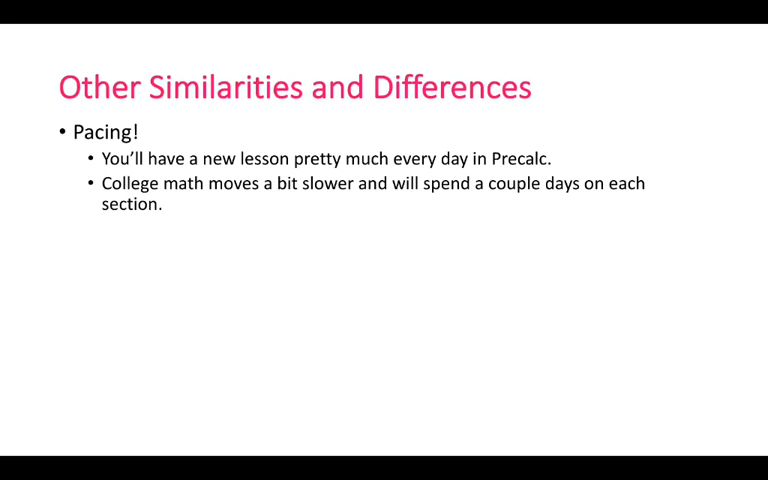 Other Similarities and Differences
• Pacing!
• You’ll have a new lesson pretty much every day in Precalc.
• College math moves a bit slower and will spend a couple days on each
section.